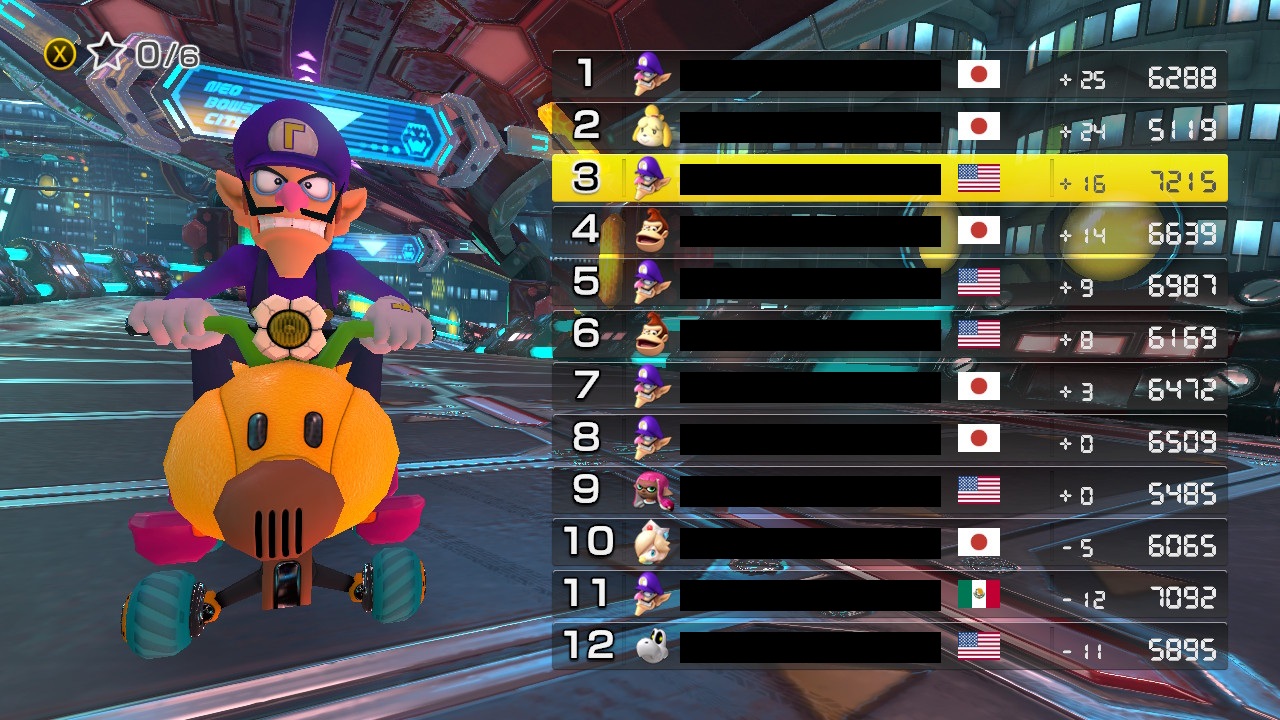 X 0/6
NEO
BOWSER
CITY
1 + 25 6288
2 + 24 5119
3 + 16 7215
4 + 14 6639
5 + 9 6987
6 + 8 6169
7 + 3 6472
8 + 0 6509
9 + 0 5485
10 - 5 6065
11 - 12 7092
12 - 11 5895